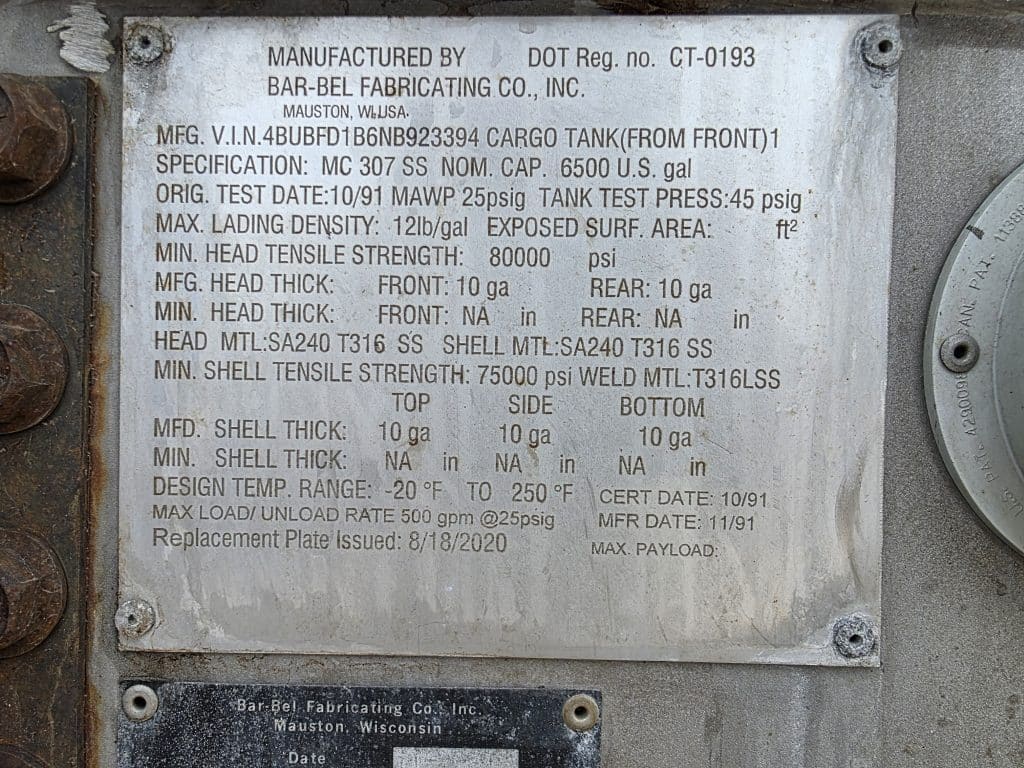 MANUFACTURED BY DOT Reg. no. CT-0193
BAR-BEL FABRICATING CO., INC.
MAUSTON, WI.USA.
MFG. V.I.N.4BUBFD1B6NB923394 CARGO TANK(FROM FRONT)1
SPECIFICATION: MC 307 SS NOM. CAP. 6500 U.S. gal
ORIG. TEST DATE:10/91 MAWP 25psig TANK TEST PRESS:45 psig
MAX. LADING DENSITY: 12lb/gal EXPOSED SURF. AREA: ft²
MIN. HEAD TENSILE STRENGTH: 80000 psi
MFG. HEAD THICK: FRONT: 10 ga REAR: 10 ga
MIN. HEAD THICK: FRONT: NA in REAR: NA in
HEAD MTL:SA240 T316 SS SHELL MTL:SA240 T316 SS
MIN. SHELL TENSILE STRENGTH: 75000 psi WELD MTL:T316LSS
TOP SIDE BOTTOM
MFD. SHELL THICK: 10 ga 10 ga 10 ga
MIN. SHELL THICK: NA in NA in NA in
DESIGN TEMP. RANGE: -20 °F TO 250 °F CERT DATE: 10/91
MAX LOAD/ UNLOAD RATE 500 gpm @25psig MFR DATE: 11/91
Replacement Plate Issued: 8/18/2020 MAX. PAYLOAD:
Bar-Bel Fabricating Co., Inc.
Mauston, Wisconsin
Date
U.S. PAT. PAT.